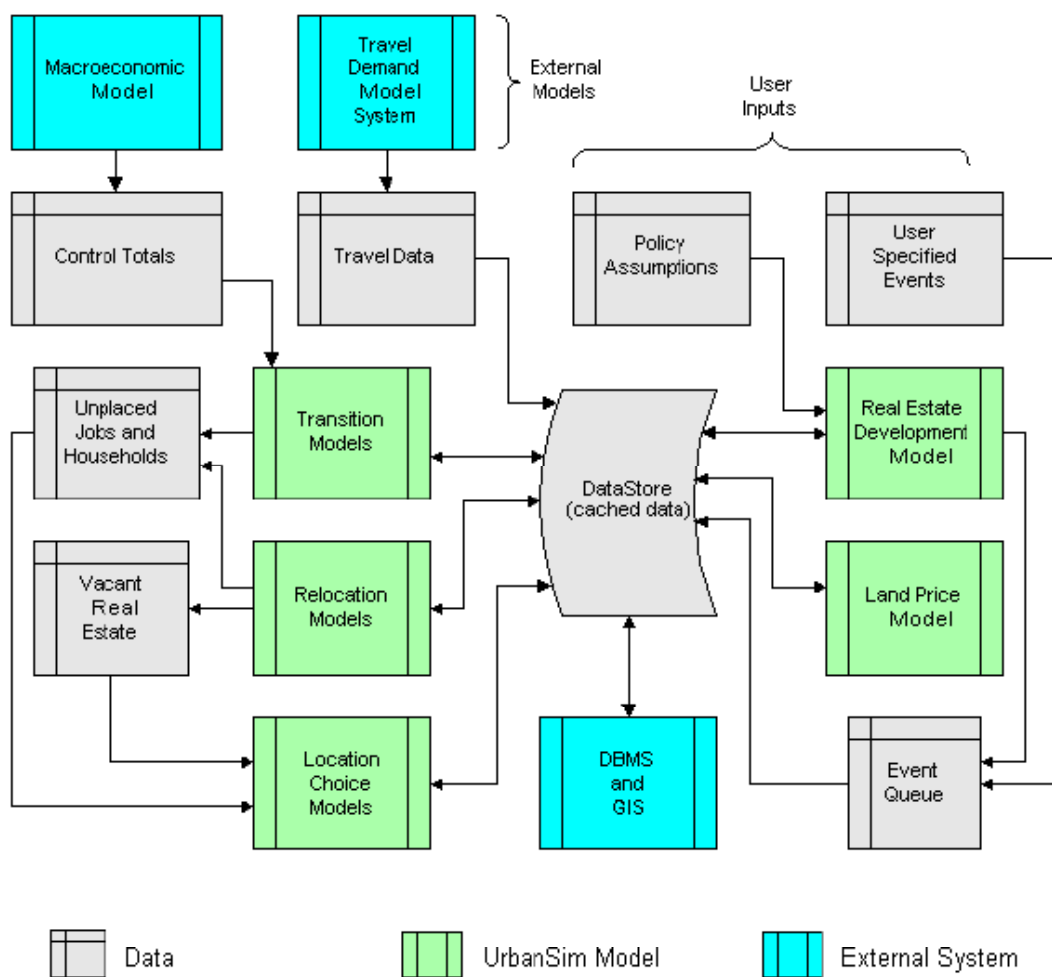 Macroeconomic
Model
Travel
Demand
Model
System
External
Models
User
Inputs
Control Totals
Travel Data
Policy
Assumptions
User
Specified
Events
Unplaced
Jobs and
Households
Transition
Models
DataStore
(cached data)
Real Estate
Development
Model
Vacant
Real
Estate
Relocation
Models
Land Price
Model
Location
Choice
Models
DBMS
and
GIS
Event
Queue
Data
UrbanSim Model
External System